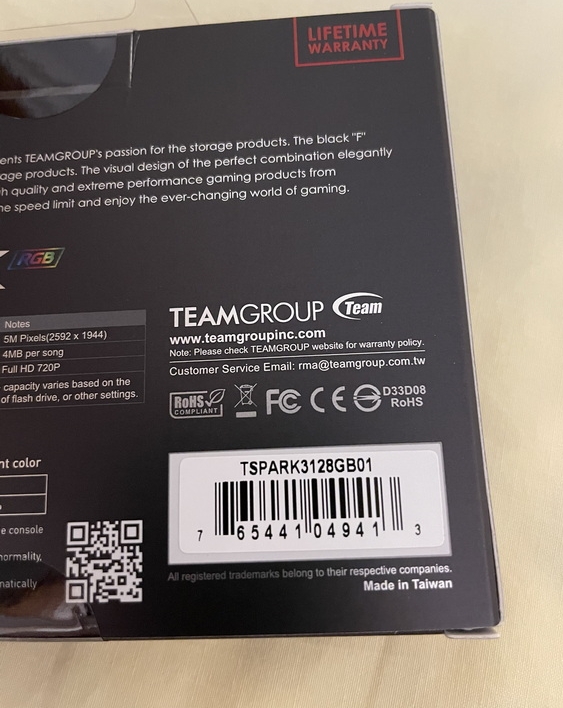 LIFETIME
WARRANTY
ents TEAMGROUP's passion for the storage products. The black "F"
age products. The visual design of the perfect combination elegantly
h quality and extreme performance gaming products from
he speed limit and enjoy the ever-changing world of gaming.
RGB
Notes
5M Pixels(2592 x 1944)
4MB per song
Full HD 720P
capacity varies based on the
of flash drive, or other settings.
TEAMGROUP Team
www.teamgroupinc.com
Note: Please check TEAMGROUP website for warranty policy.
Customer Service Email: rma@teamgroup.com.tw
RoHS
COMPLIANT
FC CE
D33D08
RoHS
nt color
e console
normality,
matically
TSPARK3128GB01
7 65441 04941 3
All registered trademarks belong to their respective companies.
Made in Taiwan